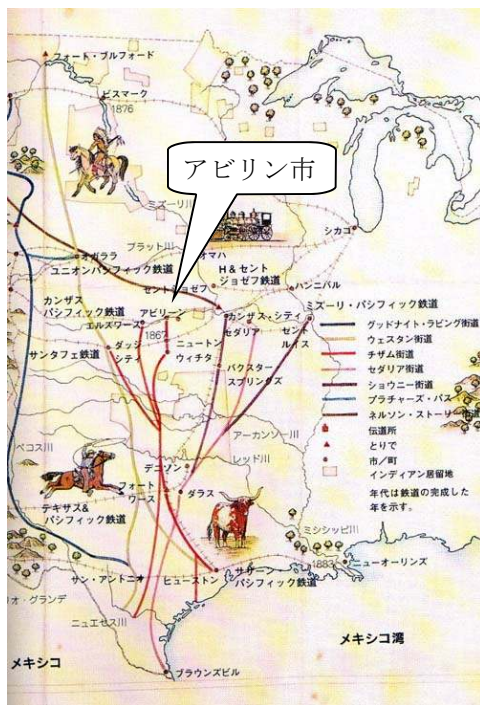 フォート・ブルフォード
ビスマーク
1876
アビリン市
ミズーリ川
プラット川
シカゴ
オガララ
ユニオンパシフィック鉄道
オマハ
H&セント
ジョゼフ鉄道
セントジョゼフ
ハンニバル
カンザス
パシフィック鉄道
アビリーン
エルズワース
1867
カンザス・シティ
セダリア
ミズーリ・パシフィック鉄道
セント
ルイス
サンタフェ鉄道
ダッジ
シティ
ニュートン
ウィチタ
バクスター
スプリングズ
グッドナイト・ラビング街道
ウェスタン街道
チザム街道
セダリア街道
ショウニー街道
ブラチャーズ・パス
ネルソン・ストーリー街道
伝道所
とりで
市/町
インディアン居留地
年代は鉄道の完成した
年を示す。
アーカンソー川
レッド川
ペコス川
デニソン
フォート
ワース
ダラス
テキサス&
パシフィック鉄道
ミシシッピ川
サン・アントニオ
ヒューストン
サザーン・
パシフィック鉄道
1883
ニューオーリンズ
オ・グランデ
ニュエセス川
メキシコ
メキシコ湾
ブラウンズビル